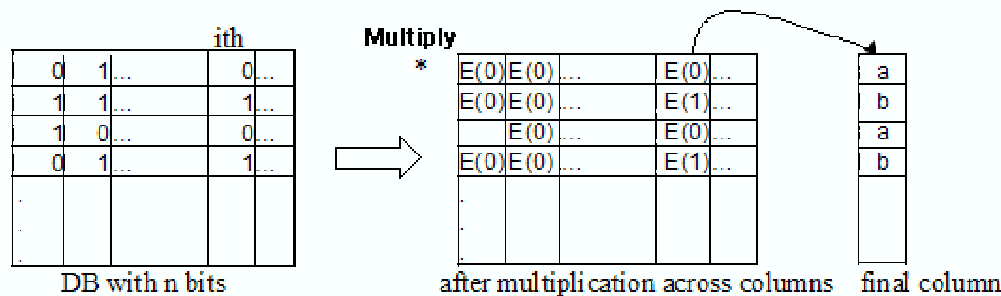 ith
Multiply
*
0 1... 0...
1 1... 1...
1 0... 0...
0 1... 1...
.
.
.
E(0) E(0) ... E(0) ...
E(0) E(0) ... E(1) ...
E(0) ... E(0) ...
E(0) E(0) ... E(1) ...
.
.
.
a
b
a
b
DB with n bits
after multiplication across columns
final column